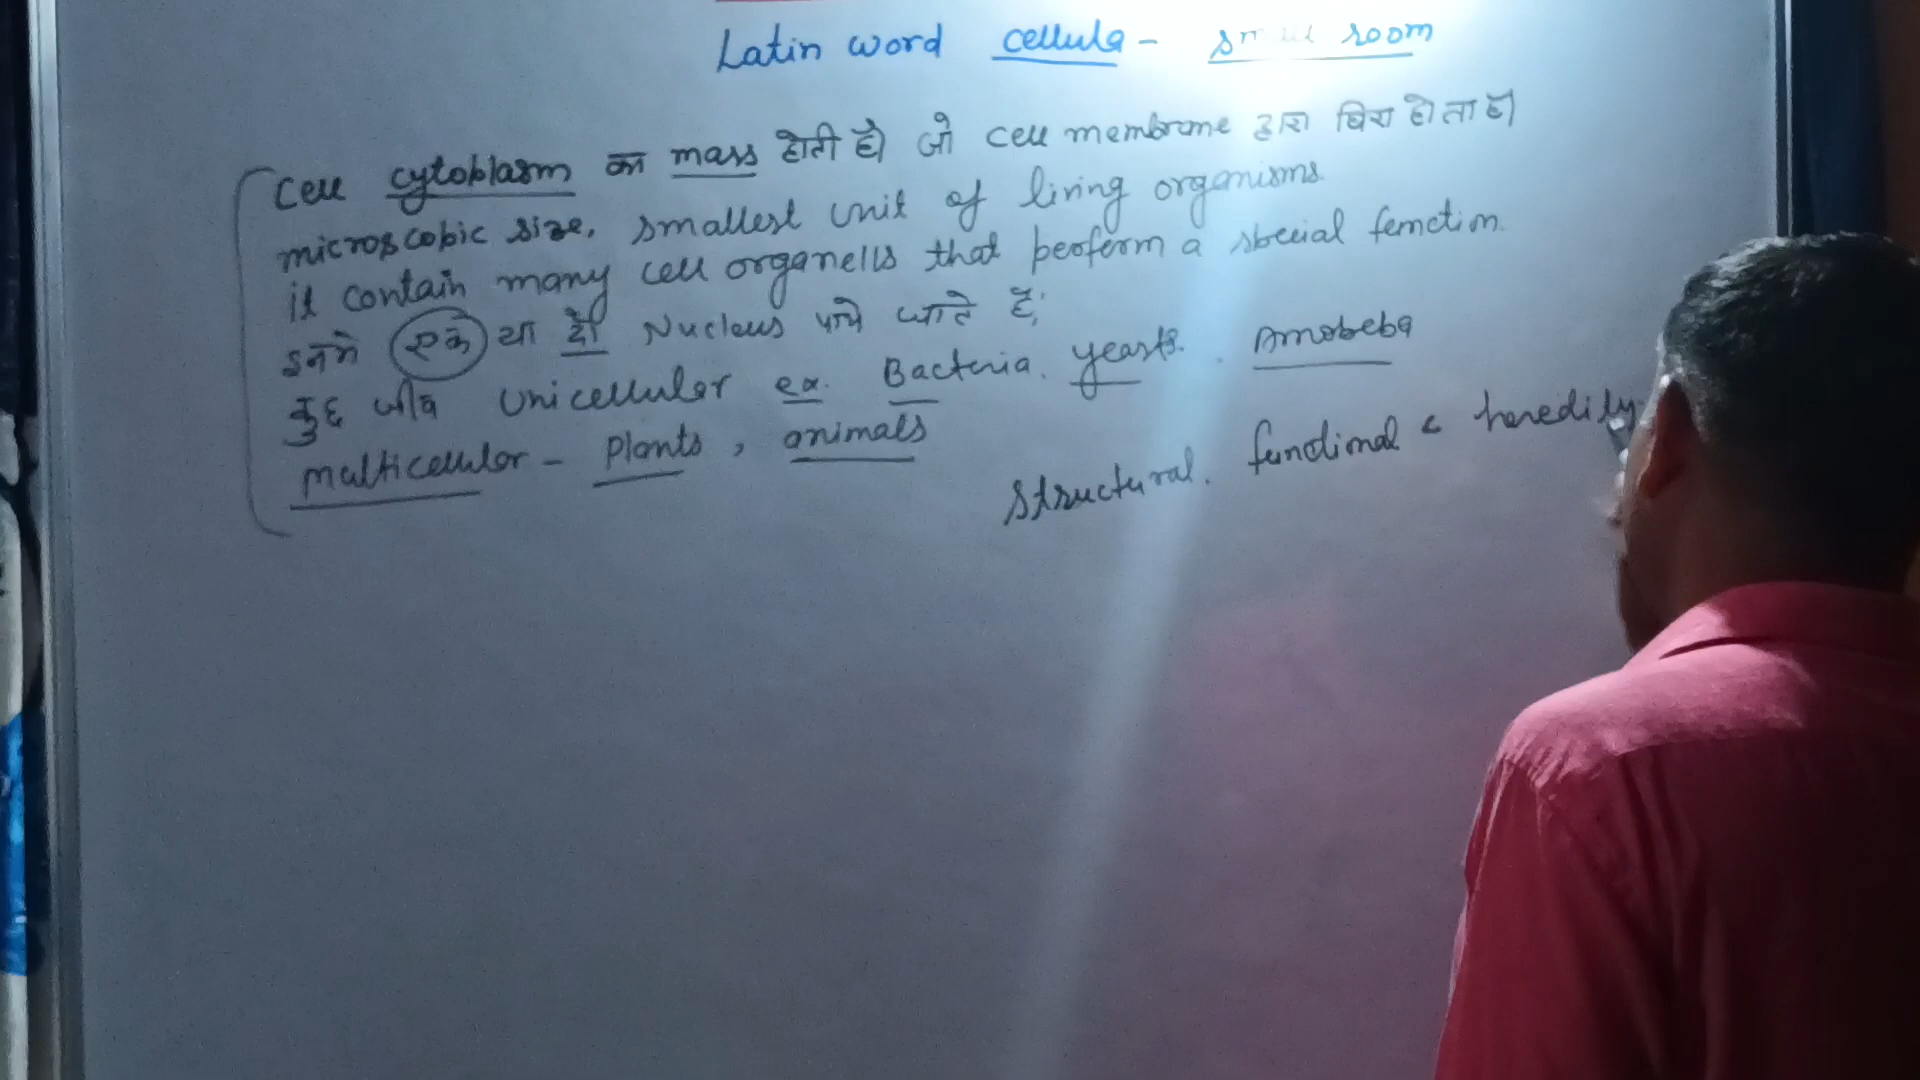 Latin word cellula - small room
Cell cytoplasm का mass होती है। जो cell membrane द्वारा घिरा होता है।
microscopic size, smallest unit of living organisms.
it contain many cell organells that perform a special function.
इनमे एक या दो Nucleus पाये जाते है;
कुछ जीव unicellular ex. Bacteria, yeasts, Amobeba
multicellular - Plants, animals
structural, functional & heredity